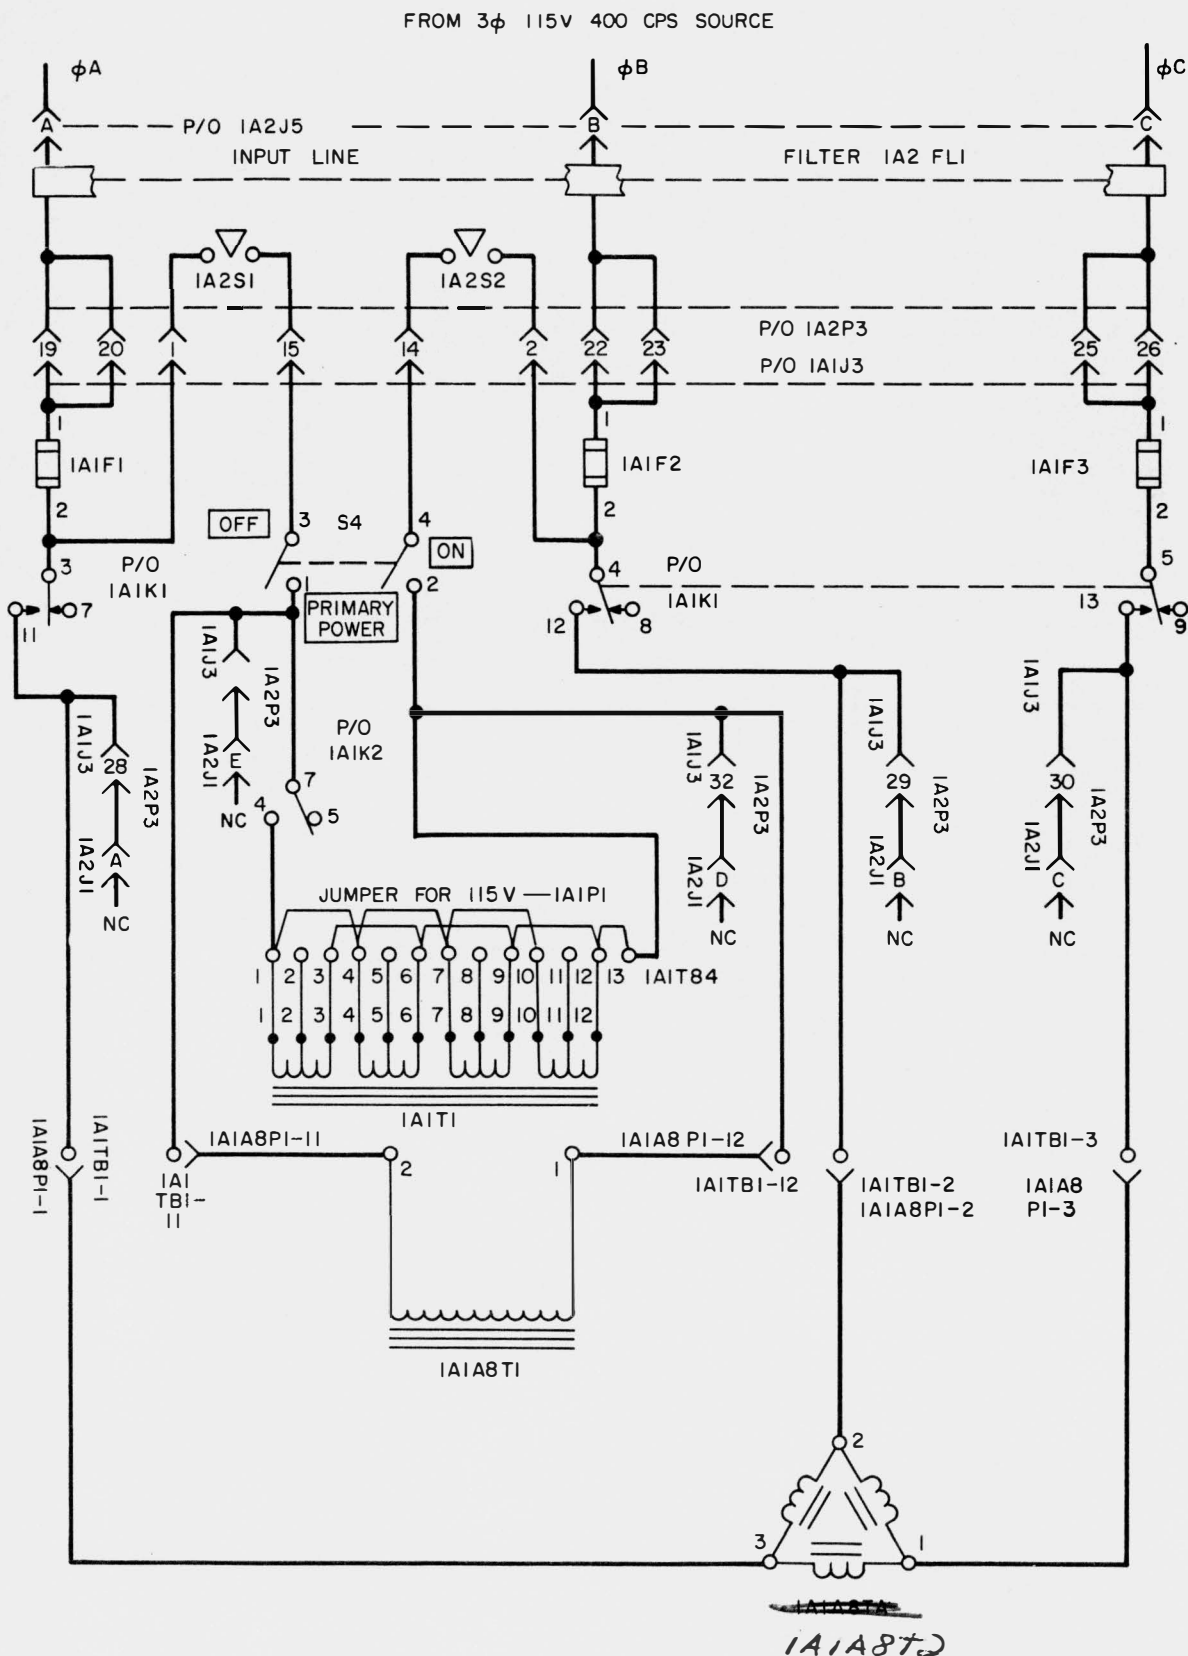 FROM 3ϕ 115V 400 CPS SOURCE
ϕA
ϕB
ϕC
A
P/O 1A2J5
B
C
INPUT LINE
FILTER 1A2 FL1
1A2S1
1A2S2
P/O 1A2P3
19
20
1
15
14
2
22
23
25
26
P/O 1A1J3
1
1
1
1A1F1
1A1F2
1A1F3
2
2
2
OFF
3
S4
4
ON
3
P/O
1A1K1
4
P/O
1A1K1
5
11
7
1
2
12
8
13
9
PRIMARY
POWER
1A1J3
28
1A2P3
1A2J1
A
NC
1A1J3
1A2P3
1A2J1
E
NC
P/O
1A1K2
7
4
5
1A1J3
32
1A2P3
1A2J1
D
NC
1A1J3
29
1A2P3
1A2J1
B
NC
1A1J3
30
1A2P3
1A2J1
C
NC
JUMPER FOR 115V — 1A1P1
1 2 3 4 5 6 7 8 9 10 11 12 13
1A1T84
1 2 3 4 5 6 7 8 9 10 11 12
1A1T1
1A1A8P1-1
1A1TB1-1
1A1A8P1-11
1A1
TB1-
11
2
1
1A1A8 P1-12
1A1TB1-12
1A1TB1-2
1A1A8P1-2
1A1TB1-3
1A1A8
P1-3
1A1A8T1
2
3
1
1A1A8T2